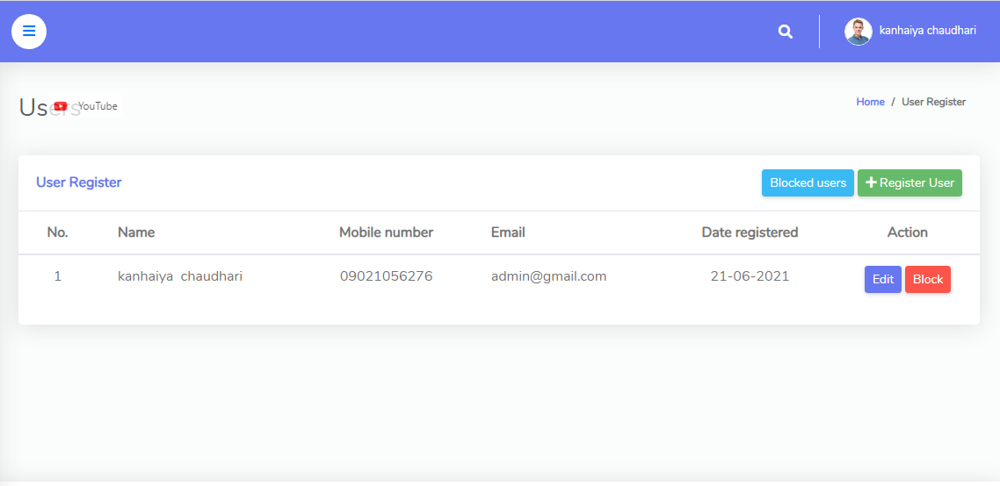 kanhaiya chaudhari
Users
YouTube
Home / User Register
User Register
Blocked users
Register User
No. Name Mobile number Email Date registered Action
1 kanhaiya chaudhari 09021056276 admin@gmail.com 21-06-2021 Edit Block